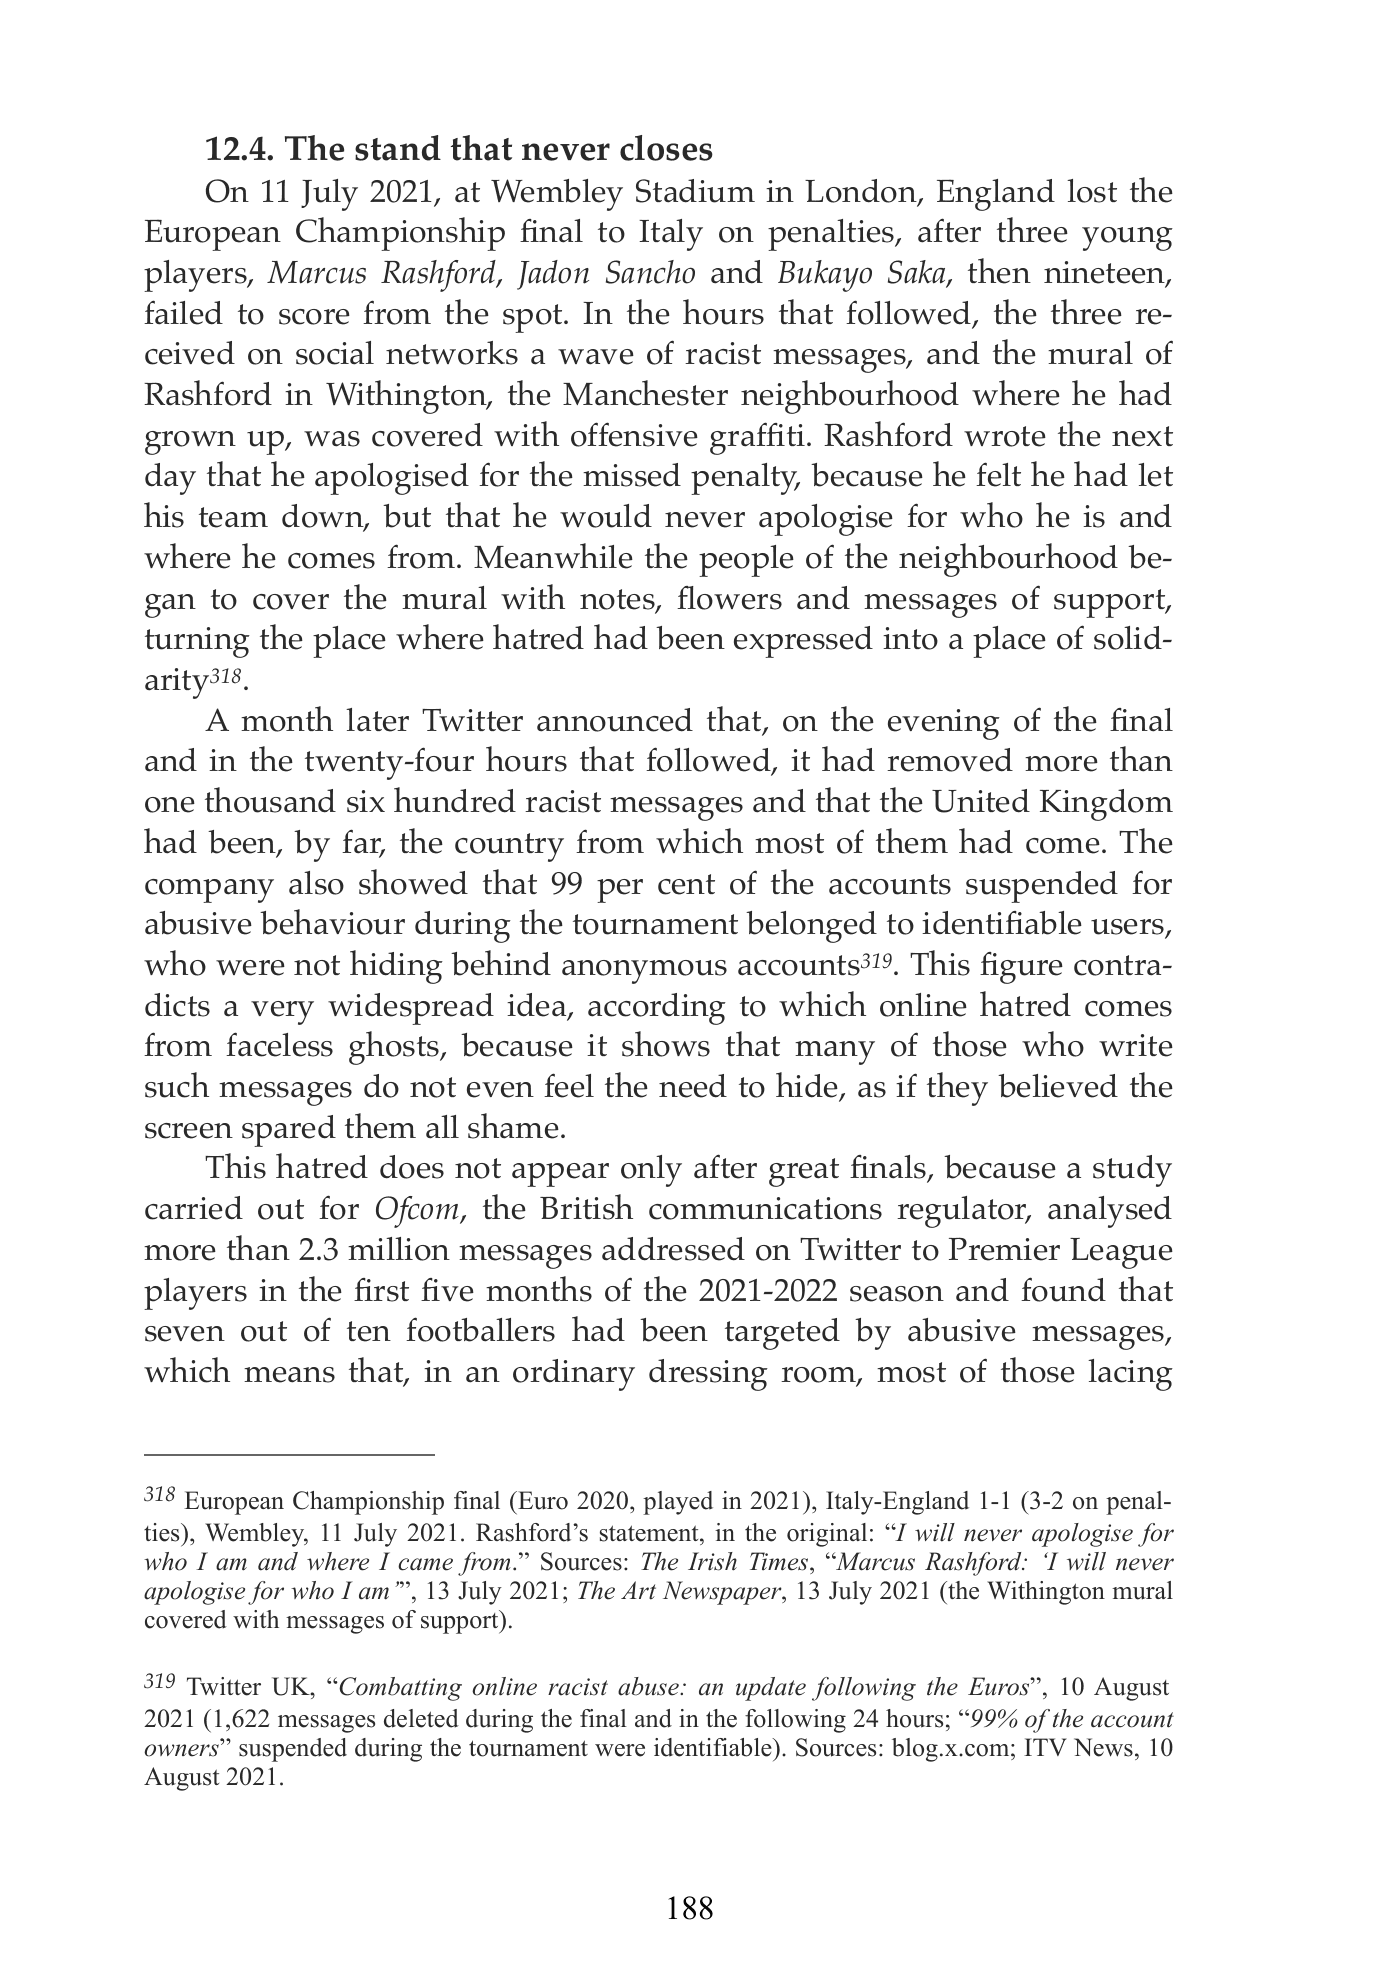 12.4. The stand that never closes
On 11 July 2021, at Wembley Stadium in London, England lost the
European Championship final to Italy on penalties, after three young
players, Marcus Rashford, Jadon Sancho and Bukayo Saka, then nineteen,
failed to score from the spot. In the hours that followed, the three re-
ceived on social networks a wave of racist messages, and the mural of
Rashford in Withington, the Manchester neighbourhood where he had
grown up, was covered with offensive graffiti. Rashford wrote the next
day that he apologised for the missed penalty, because he felt he had let
his team down, but that he would never apologise for who he is and
where he comes from. Meanwhile the people of the neighbourhood be-
gan to cover the mural with notes, flowers and messages of support,
turning the place where hatred had been expressed into a place of solid-
arity318.
A month later Twitter announced that, on the evening of the final
and in the twenty-four hours that followed, it had removed more than
one thousand six hundred racist messages and that the United Kingdom
had been, by far, the country from which most of them had come. The
company also showed that 99 per cent of the accounts suspended for
abusive behaviour during the tournament belonged to identifiable users,
who were not hiding behind anonymous accounts319. This figure contra-
dicts a very widespread idea, according to which online hatred comes
from faceless ghosts, because it shows that many of those who write
such messages do not even feel the need to hide, as if they believed the
screen spared them all shame.
This hatred does not appear only after great finals, because a study
carried out for Ofcom, the British communications regulator, analysed
more than 2.3 million messages addressed on Twitter to Premier League
players in the first five months of the 2021-2022 season and found that
seven out of ten footballers had been targeted by abusive messages,
which means that, in an ordinary dressing room, most of those lacing
318 European Championship final (Euro 2020, played in 2021), Italy-England 1-1 (3-2 on penal-
ties), Wembley, 11 July 2021. Rashford’s statement, in the original: “I will never apologise for
who I am and where I came from.” Sources: The Irish Times, “Marcus Rashford: ‘I will never
apologise for who I am’”, 13 July 2021; The Art Newspaper, 13 July 2021 (the Withington mural
covered with messages of support).
319 Twitter UK, “Combatting online racist abuse: an update following the Euros”, 10 August
2021 (1,622 messages deleted during the final and in the following 24 hours; “99% of the account
owners” suspended during the tournament were identifiable). Sources: blog.x.com; ITV News, 10
August 2021.
188